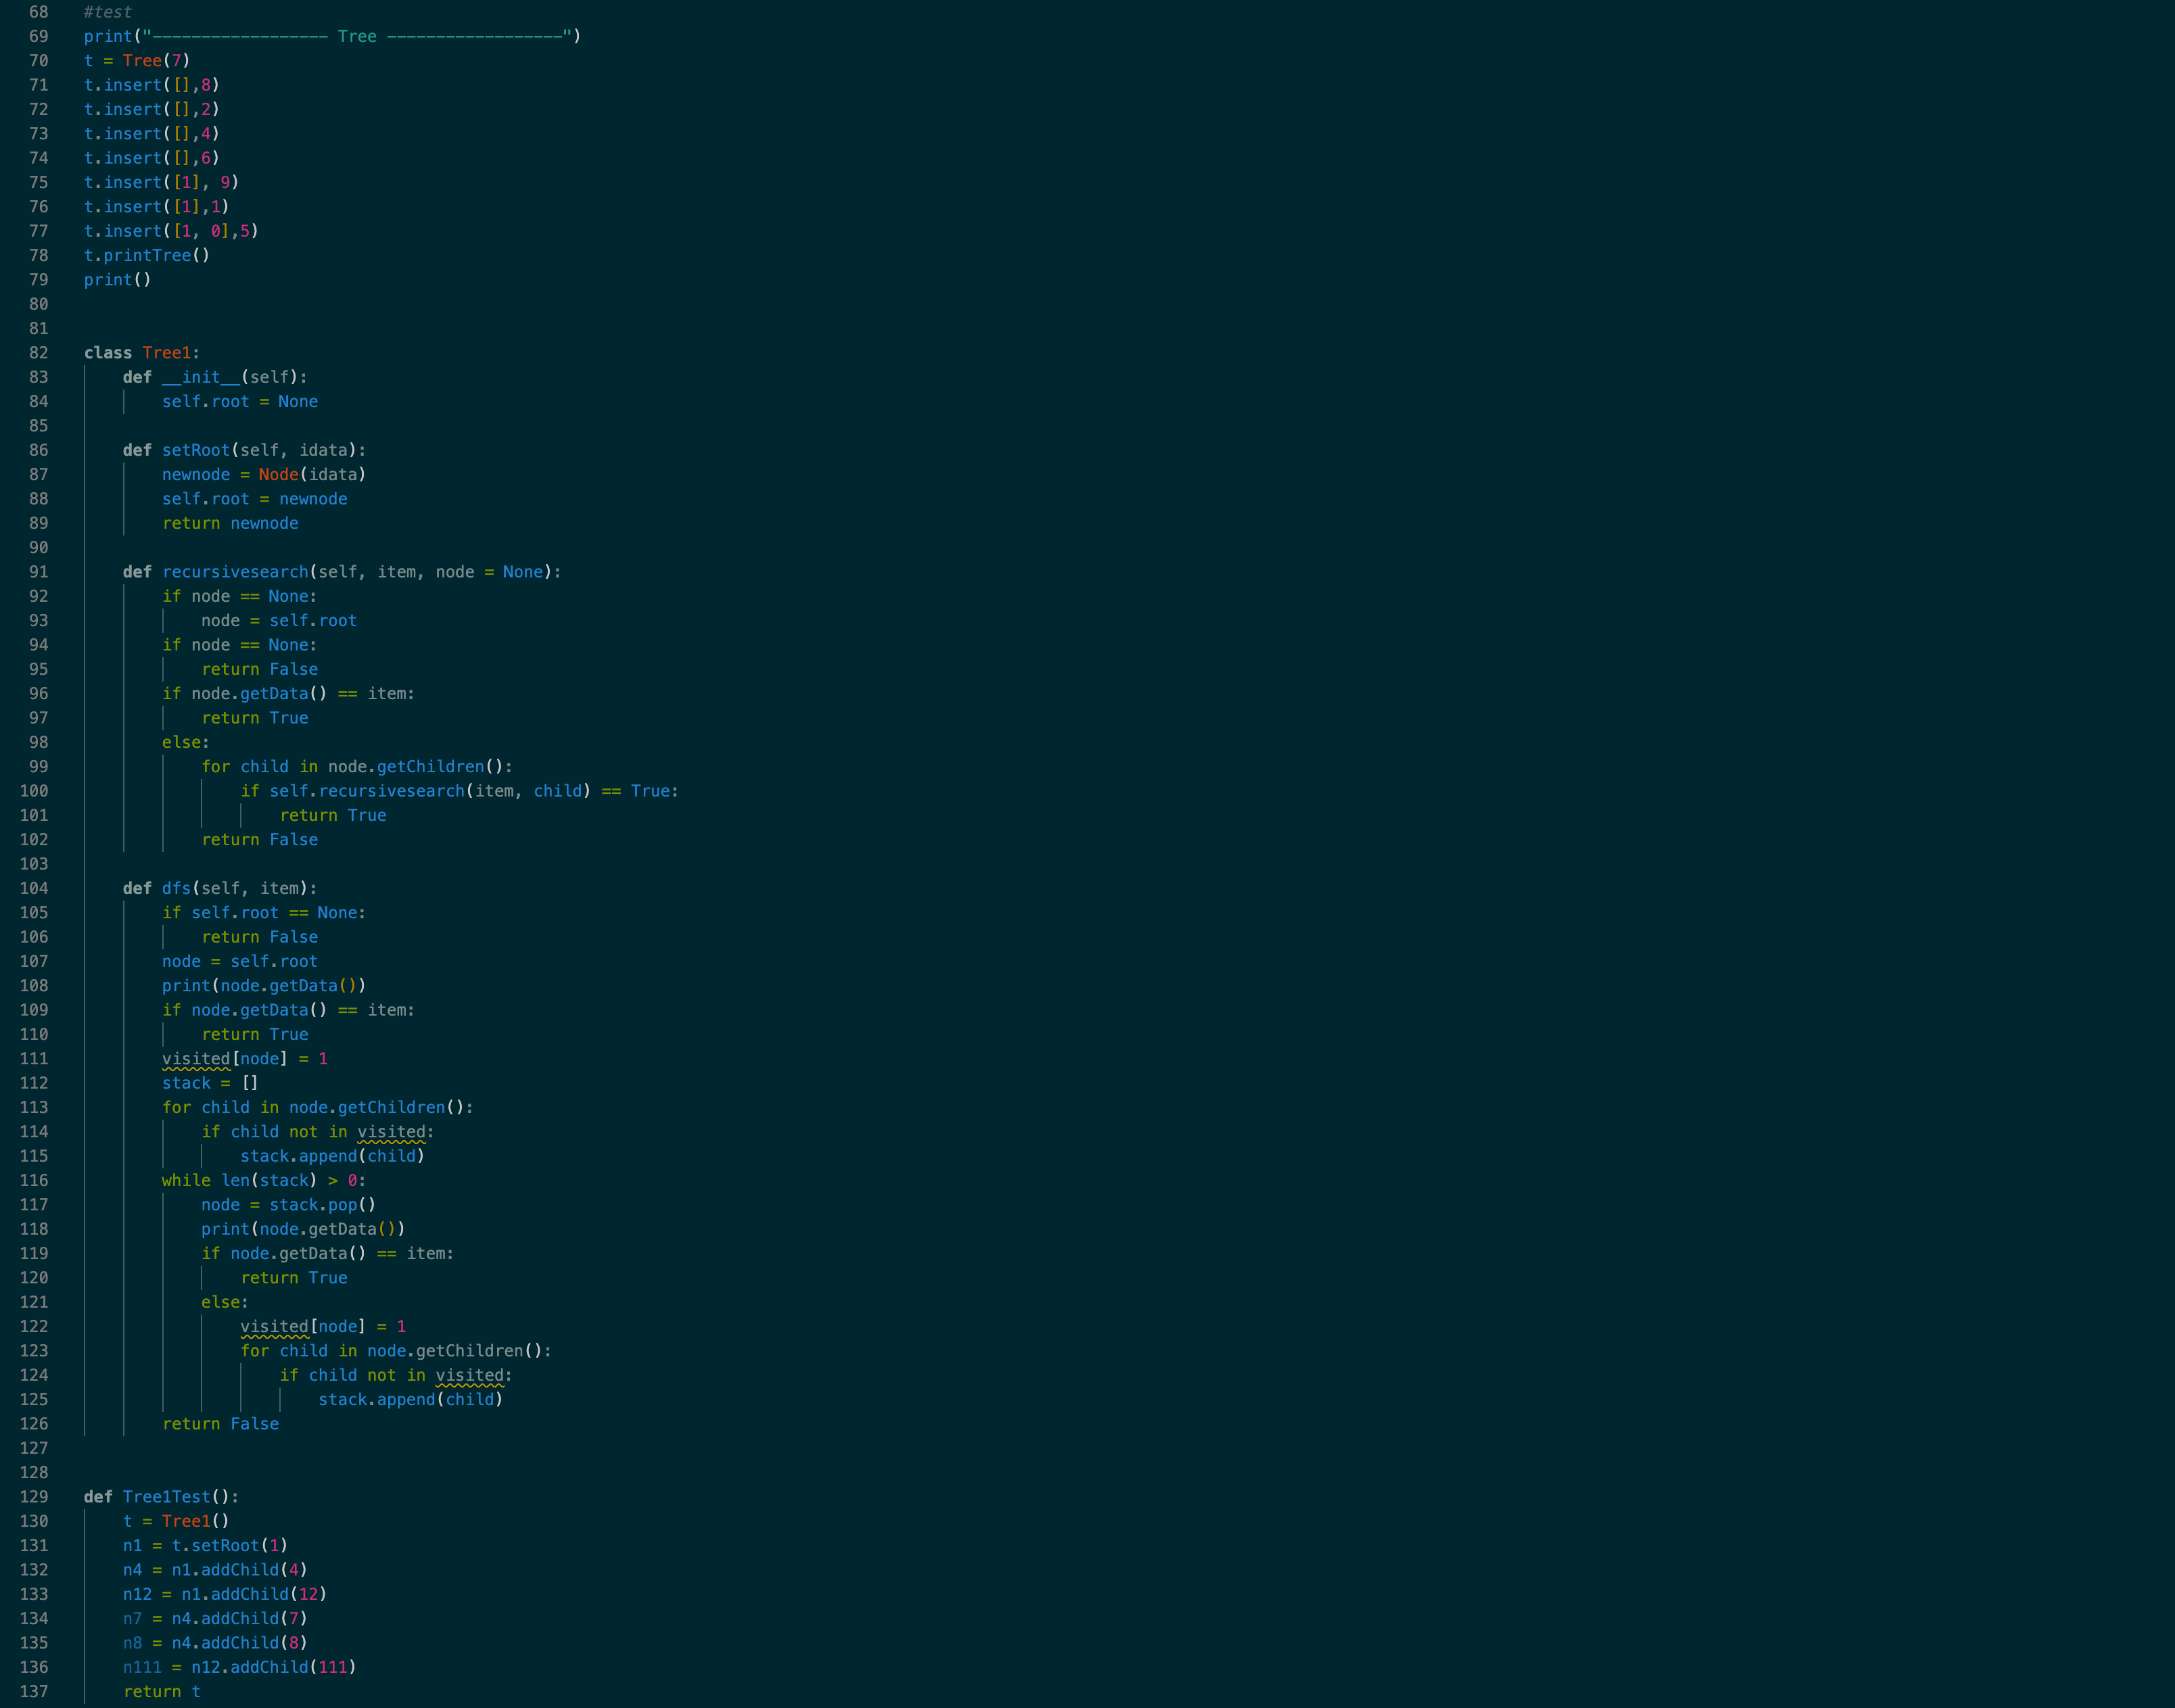 68 #test
69 print("------------------ Tree ------------------")
70 t = Tree(7)
71 t.insert([],8)
72 t.insert([],2)
73 t.insert([],4)
74 t.insert([],6)
75 t.insert([1], 9)
76 t.insert([1],1)
77 t.insert([1, 0],5)
78 t.printTree()
79 print()
80
81
82 class Tree1:
83     def __init__(self):
84         self.root = None
85
86     def setRoot(self, idata):
87         newnode = Node(idata)
88         self.root = newnode
89         return newnode
90
91     def recursivesearch(self, item, node = None):
92         if node == None:
93             node = self.root
94         if node == None:
95             return False
96         if node.getData() == item:
97             return True
98         else:
99             for child in node.getChildren():
100                 if self.recursivesearch(item, child) == True:
101                     return True
102             return False
103
104     def dfs(self, item):
105         if self.root == None:
106             return False
107         node = self.root
108         print(node.getData())
109         if node.getData() == item:
110             return True
111         visited[node] = 1
112         stack = []
113         for child in node.getChildren():
114             if child not in visited:
115                 stack.append(child)
116         while len(stack) > 0:
117             node = stack.pop()
118             print(node.getData())
119             if node.getData() == item:
120                 return True
121             else:
122                 visited[node] = 1
123                 for child in node.getChildren():
124                     if child not in visited:
125                         stack.append(child)
126         return False
127
128
129 def Tree1Test():
130     t = Tree1()
131     n1 = t.setRoot(1)
132     n4 = n1.addChild(4)
133     n12 = n1.addChild(12)
134     n7 = n4.addChild(7)
135     n8 = n4.addChild(8)
136     n111 = n12.addChild(111)
137     return t